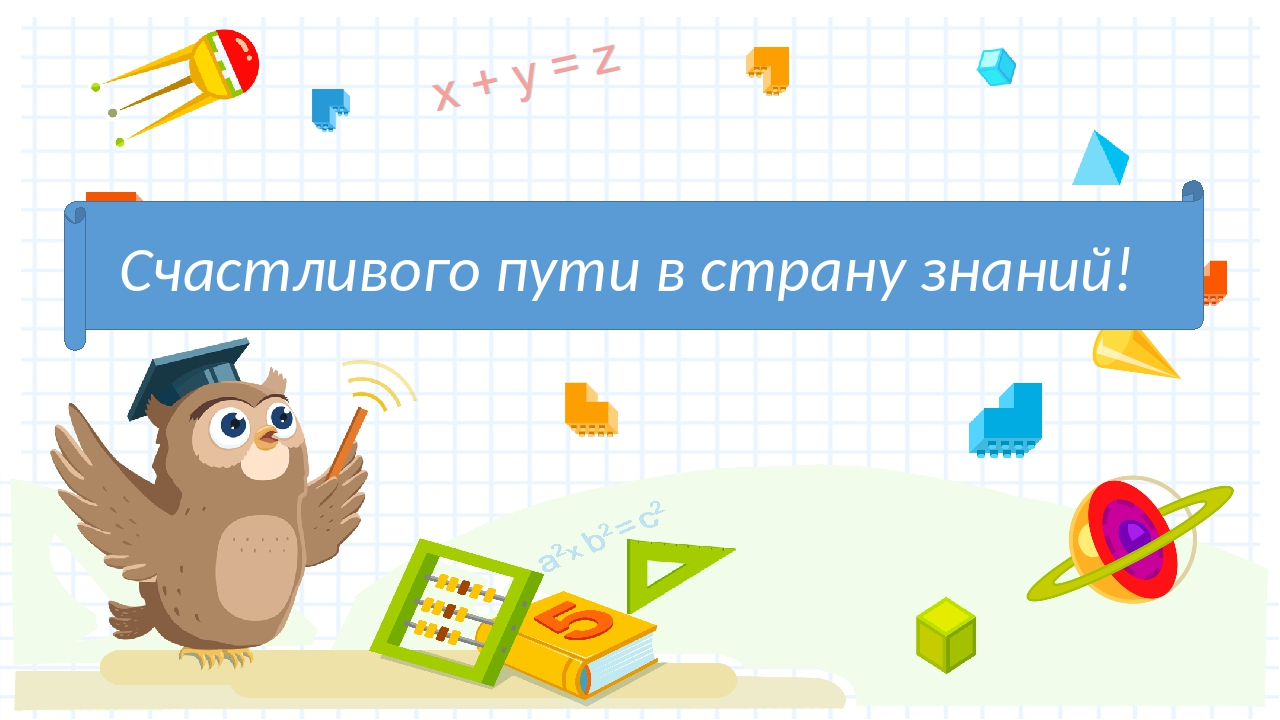 x + y = z
Счастливого пути в страну знаний!
a²x b² = c²
5